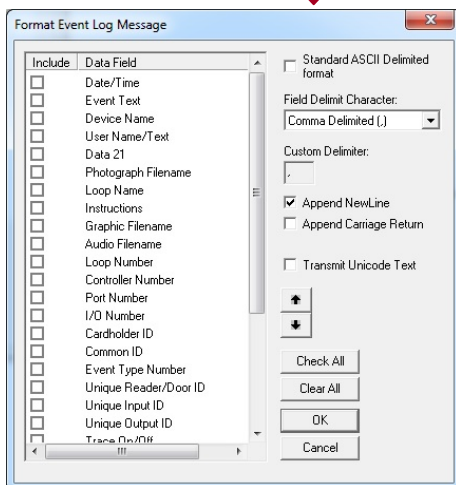 Format Event Log Message
Include Data Field
Date/Time
Event Text
Device Name
User Name/Text
Data 21
Photograph Filename
Loop Name
Instructions
Graphic Filename
Audio Filename
Loop Number
Controller Number
Port Number
I/O Number
Cardholder ID
Common ID
Event Type Number
Unique Reader/Door ID
Unique Input ID
Unique Output ID
Trace On/Off
Standard ASCII Delimited
format
Field Delimit Character:
Comma Delimited (,)
Custom Delimiter:
,
Append NewLine
Append Carriage Return
Transmit Unicode Text
Check All
Clear All
OK
Cancel